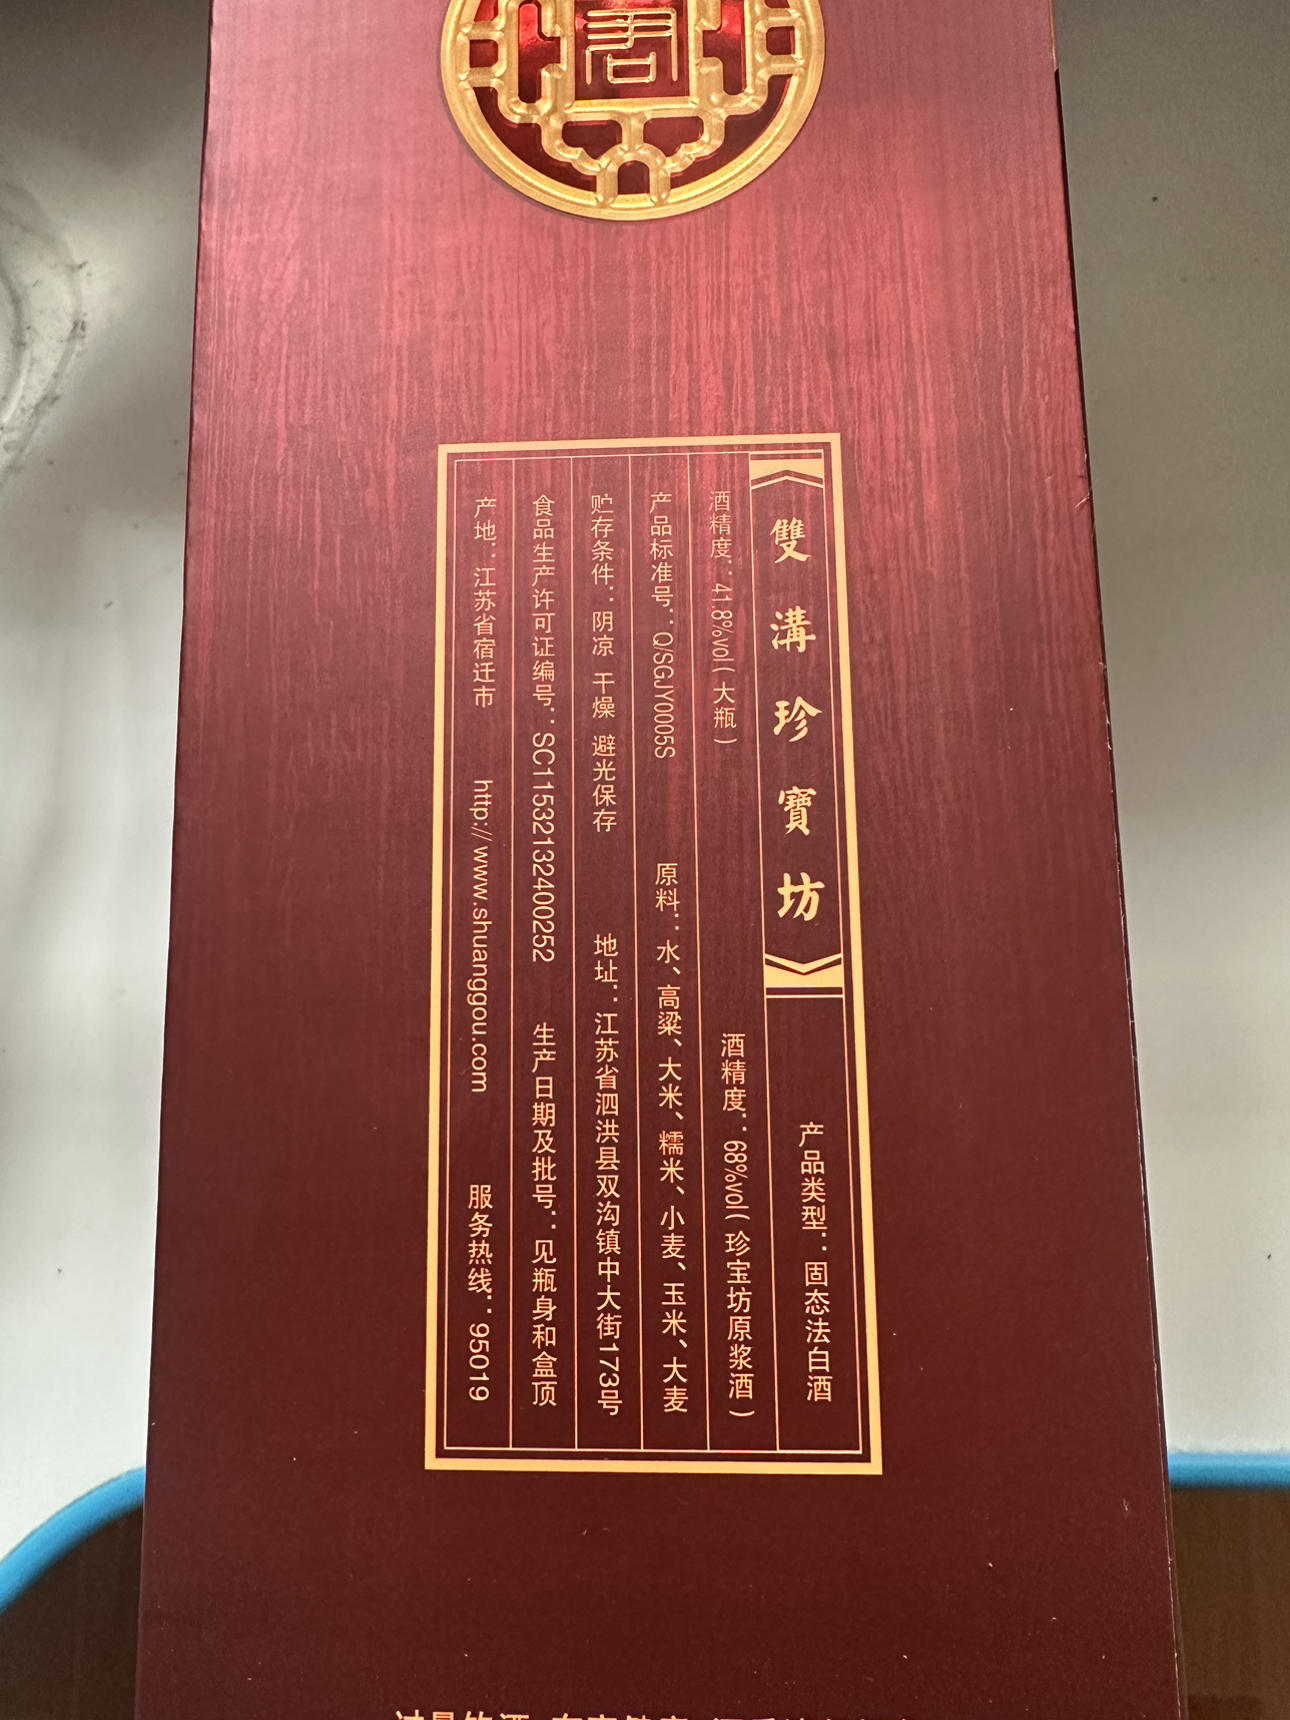 雙溝珍寶坊 产品类型：固态法白酒
酒精度：41.8%vol(大瓶) 酒精度：68%vol(珍宝坊原浆酒)
产品标准号：Q/SGJY0005S 原料：水、高粱、大米、糯米、小麦、玉米、大麦
贮存条件：阴凉 干燥 避光保存 地址：江苏省泗洪县双沟镇中大街173号
食品生产许可证编号：SC11532132400252 生产日期及批号：见瓶身和盒顶
产地：江苏省宿迁市 http://www.shuanggou.com 服务热线：95019